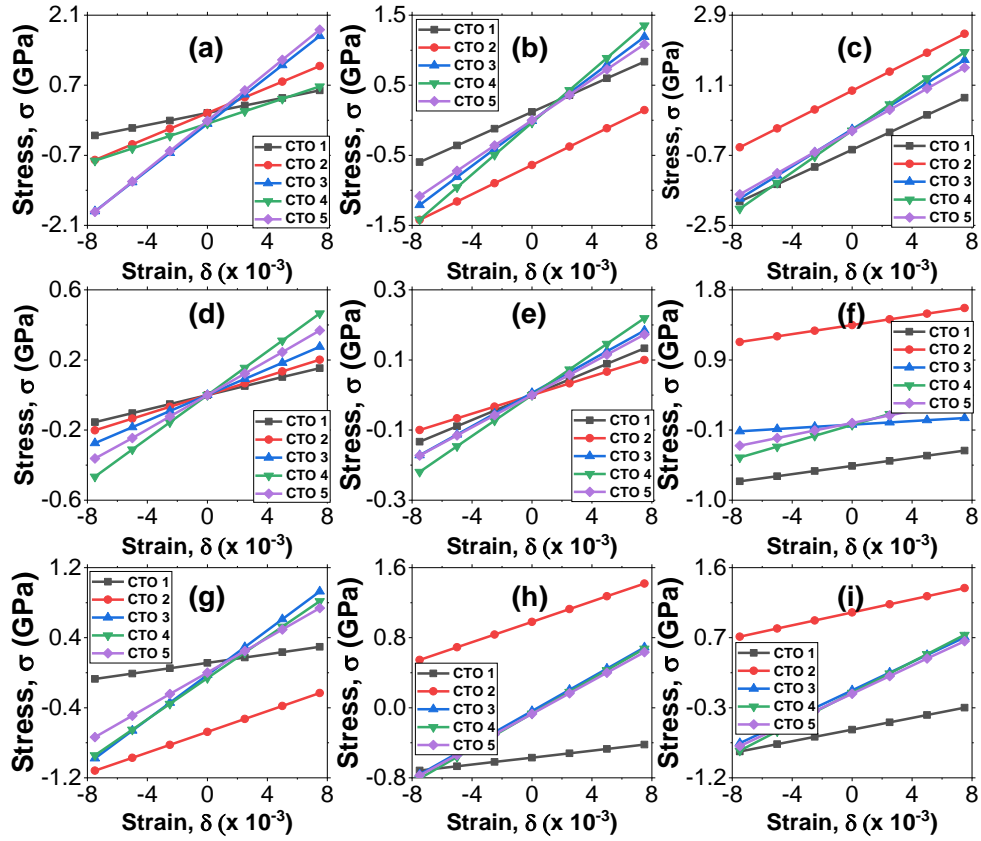 (a)
Stress, σ (GPa)
2.1
0.7
-0.7
-2.1
CTO 1
CTO 2
CTO 3
CTO 4
CTO 5
-8 -4 0 4 8
Strain, δ (x 10⁻³)
(b)
Stress, σ (GPa)
1.5
0.5
-0.5
-1.5
CTO 1
CTO 2
CTO 3
CTO 4
CTO 5
-8 -4 0 4 8
Strain, δ (x 10⁻³)
(c)
Stress, σ (GPa)
2.9
1.1
-0.7
-2.5
CTO 1
CTO 2
CTO 3
CTO 4
CTO 5
-8 -4 0 4 8
Strain, δ (x 10⁻³)
(d)
Stress, σ (GPa)
0.6
0.2
-0.2
-0.6
CTO 1
CTO 2
CTO 3
CTO 4
CTO 5
-8 -4 0 4 8
Strain, δ (x 10⁻³)
(e)
Stress, σ (GPa)
0.3
0.1
-0.1
-0.3
CTO 1
CTO 2
CTO 3
CTO 4
CTO 5
-8 -4 0 4 8
Strain, δ (x 10⁻³)
(f)
Stress, σ (GPa)
1.8
0.9
-0.1
-1.0
CTO 1
CTO 2
CTO 3
CTO 4
CTO 5
-8 -4 0 4 8
Strain, δ (x 10⁻³)
(g)
Stress, σ (GPa)
1.2
0.4
-0.4
-1.2
CTO 1
CTO 2
CTO 3
CTO 4
CTO 5
-8 -4 0 4 8
Strain, δ (x 10⁻³)
(h)
Stress, σ (GPa)
1.6
0.8
0.0
-0.8
CTO 1
CTO 2
CTO 3
CTO 4
CTO 5
-8 -4 0 4 8
Strain, δ (x 10⁻³)
(i)
Stress, σ (GPa)
1.6
0.7
-0.3
-1.2
CTO 1
CTO 2
CTO 3
CTO 4
CTO 5
-8 -4 0 4 8
Strain, δ (x 10⁻³)